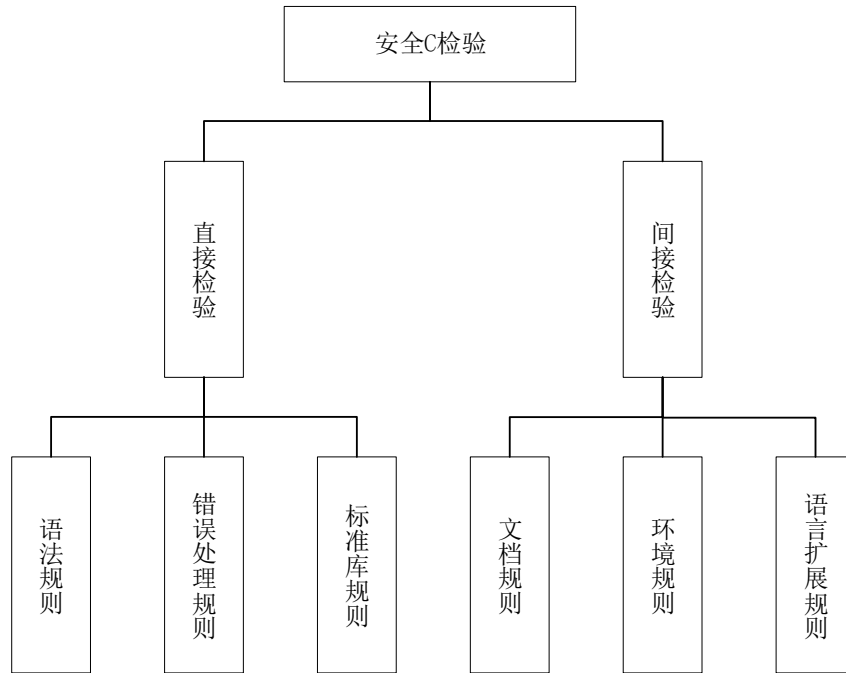 安全C检验
直接检验
间接检验
语法规则
错误处理规则
标准库规则
文档规则
环境规则
语言扩展规则